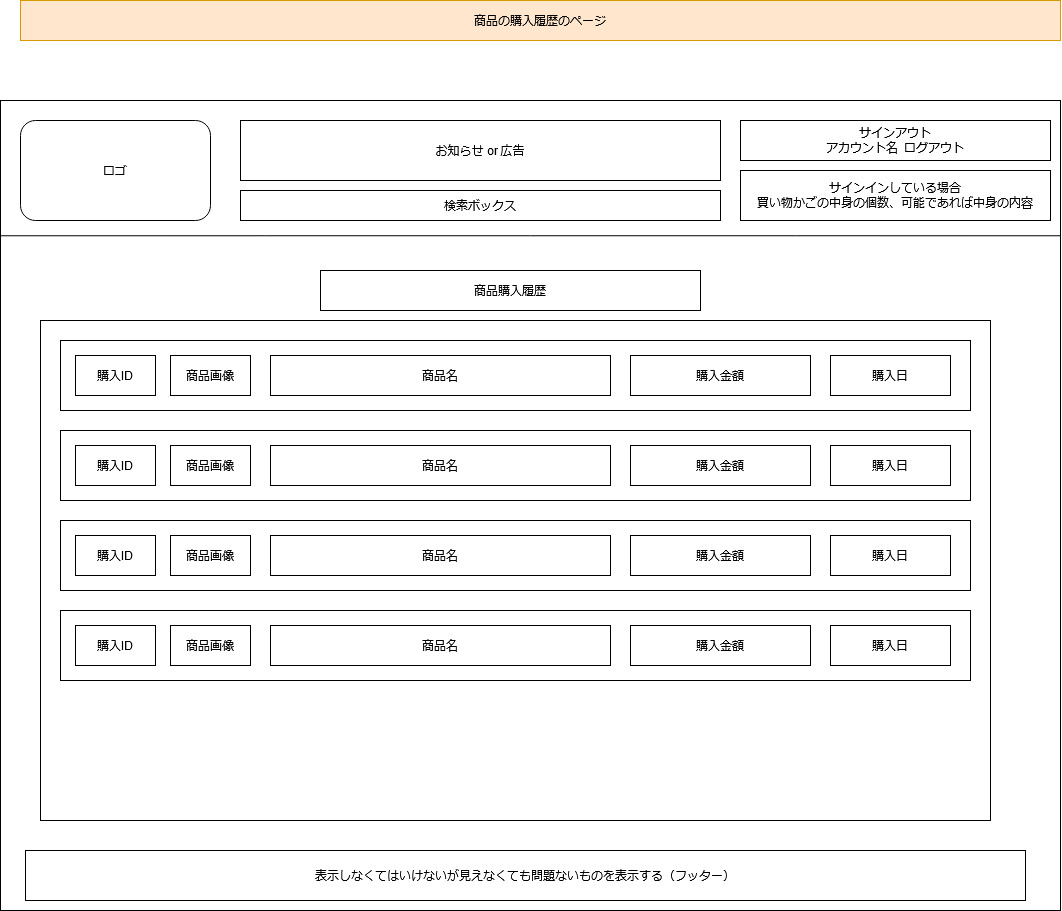 商品の購入履歴のページ
ロゴ
お知らせ or 広告
検索ボックス
サインアウト
アカウント名 ログアウト
サインインしている場合
買い物かごの中身の個数、可能であれば中身の内容
商品購入履歴
購入ID 商品画像 商品名 購入金額 購入日
購入ID 商品画像 商品名 購入金額 購入日
購入ID 商品画像 商品名 購入金額 購入日
購入ID 商品画像 商品名 購入金額 購入日
表示しなくてはいけないが見えなくても問題ないものを表示する（フッター）